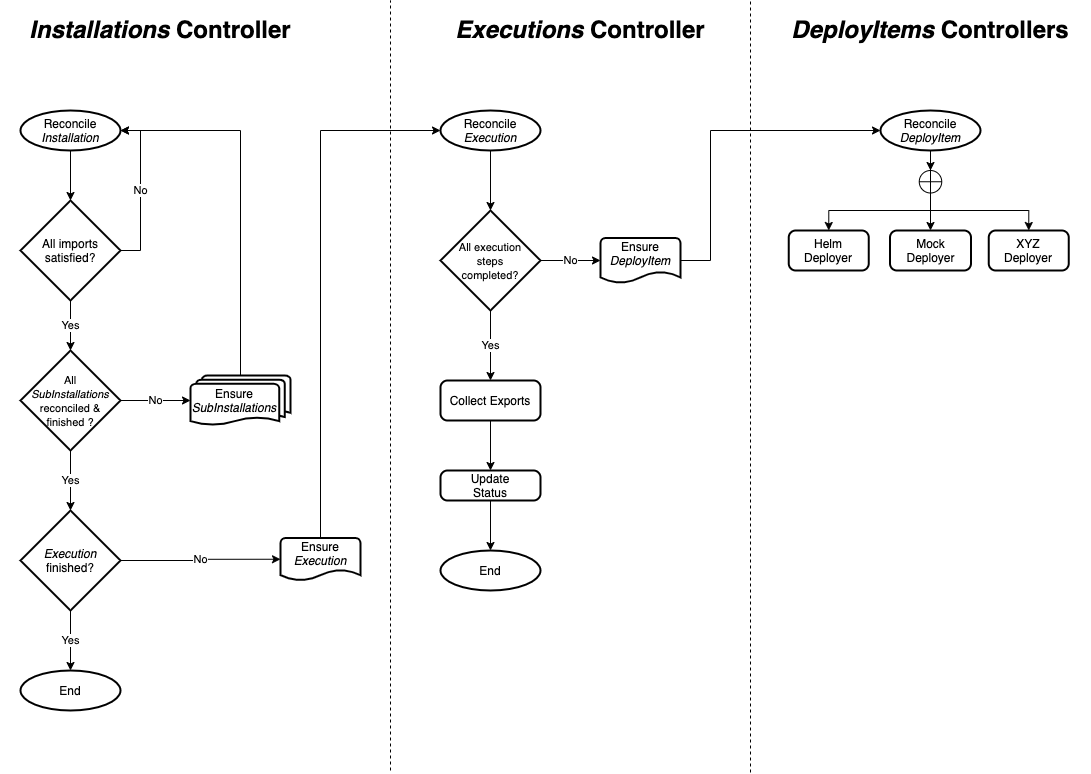 Installations Controller
Reconcile
Installation
No
All imports
satisfied?
Yes
All
SubInstallations
reconciled &
finished ?
No
Ensure
SubInstallations
Yes
Execution
finished?
No
Ensure
Execution
Yes
End
Executions Controller
Reconcile
Execution
All execution
steps
completed?
No
Ensure
DeployItem
Yes
Collect Exports
Update
Status
End
DeployItems Controllers
Reconcile
DeployItem
Helm
Deployer
Mock
Deployer
XYZ
Deployer